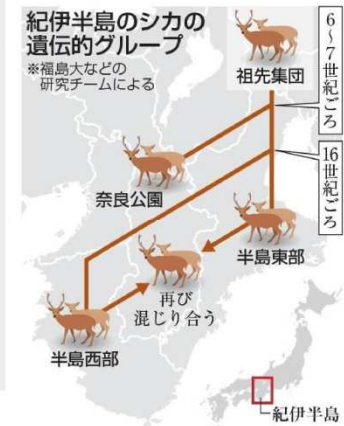 紀伊半島のシカの
遺伝的グループ
※福島大などの
研究チームによる
祖先集団
6～7世紀ごろ
16世紀ごろ
奈良公園
半島東部
再び
混じり合う
半島西部
紀伊半島